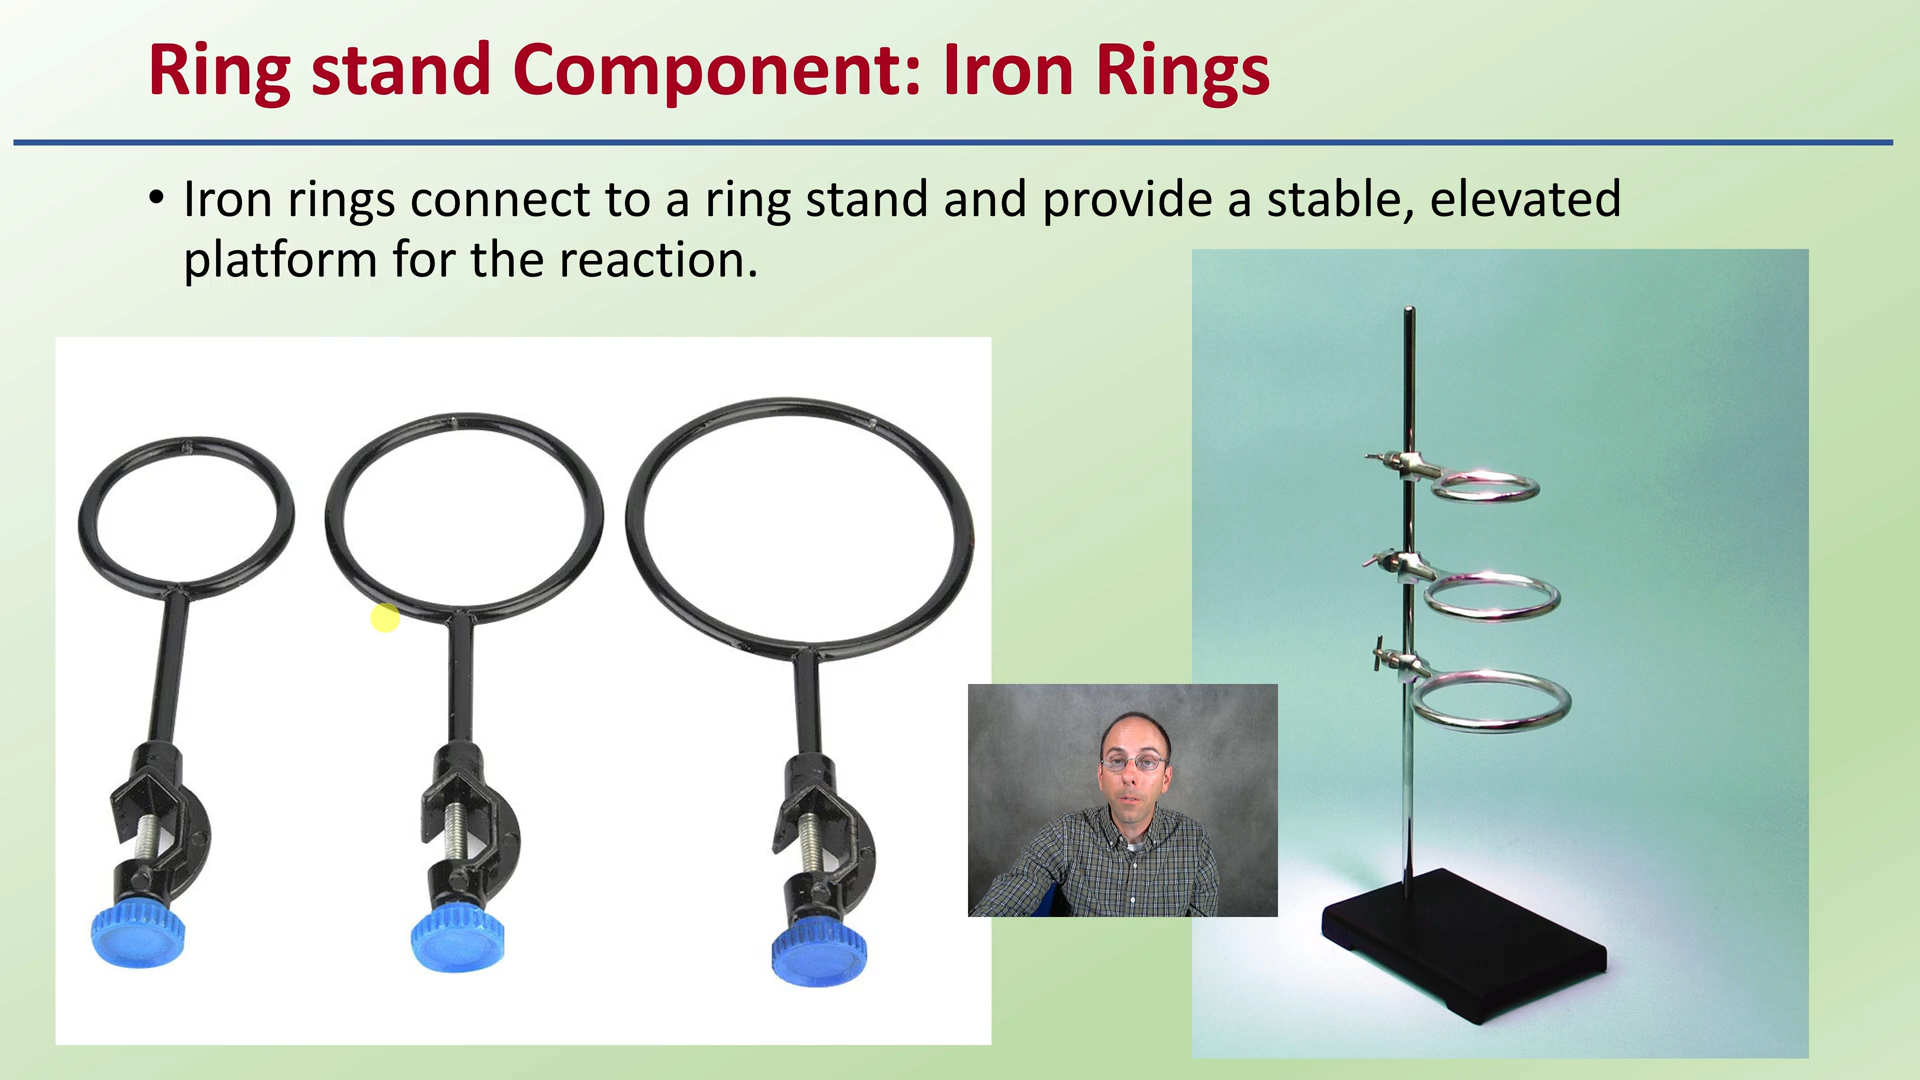 Ring stand Component: Iron Rings
• Iron rings connect to a ring stand and provide a stable, elevated
platform for the reaction.